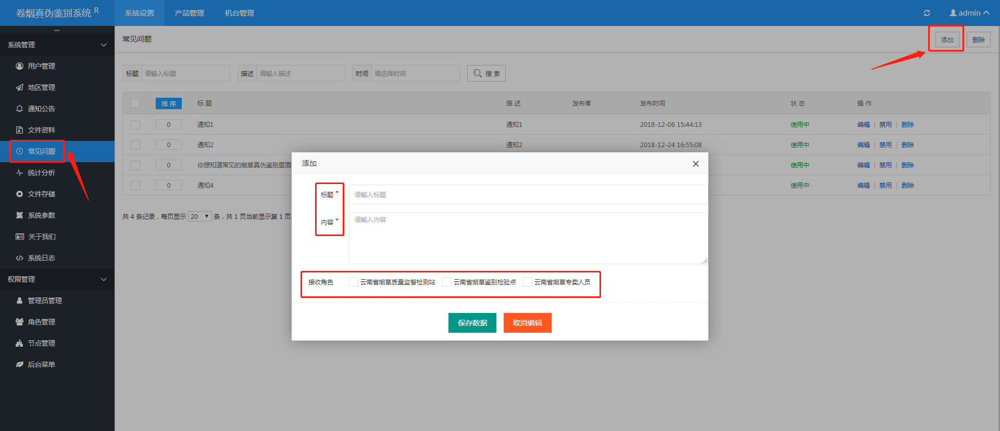 卷烟真伪鉴别系统 R
系统设置 产品管理 机台管理
admin
系统管理
用户管理
地区管理
通知公告
文件资料
常见问题
统计分析
文件存储
系统参数
关于我们
系统日志
权限管理
管理员管理
角色管理
节点管理
后台菜单
常见问题
添加 删除
标题 请输入标题 描述 请输入描述 时间 请选择时间 搜 索
排 序 标 题 描 述 发布者 发布时间 状 态 操 作
0 通知1 通知1 2018-12-06 15:44:13 使用中 编辑 | 禁用 | 删除
0 通知2 通知2 2018-12-24 16:55:08 使用中 编辑 | 禁用 | 删除
0 你想知道常见的烟草真伪鉴别里面 使用中 编辑 | 禁用 | 删除
0 通知4 使用中 编辑 | 禁用 | 删除
共 4 条记录，每页显示 20 条，共 1 页当前显示第 1 页
添加
标题 * 请输入标题
内容 * 请输入内容
接收角色 云南省烟草质量监督检测站 云南省烟草鉴别检验点 云南省烟草专卖人员
保存数据 取消编辑